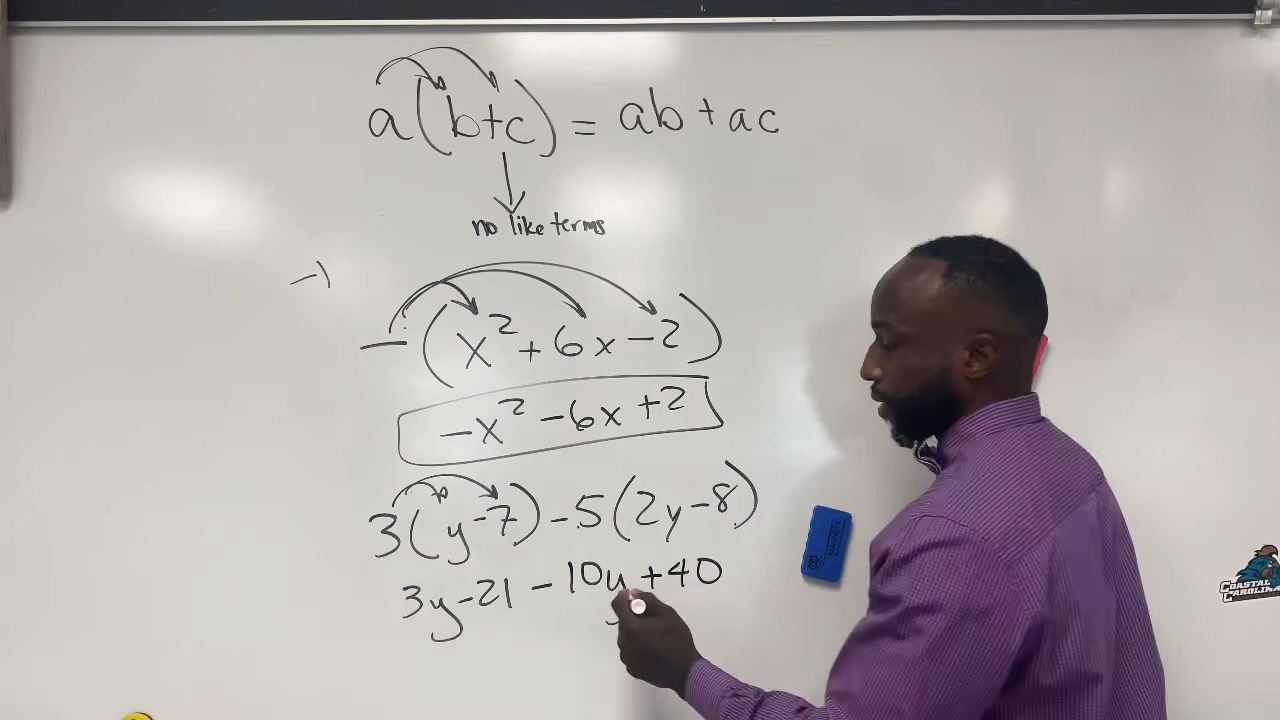 a(b+c) = ab+ac
no like terms
-1
-(x²+6x-2)
-x²-6x+2
3(y-7)-5(2y-8)
3y-21-10y+40
COASTAL
CAROLINA